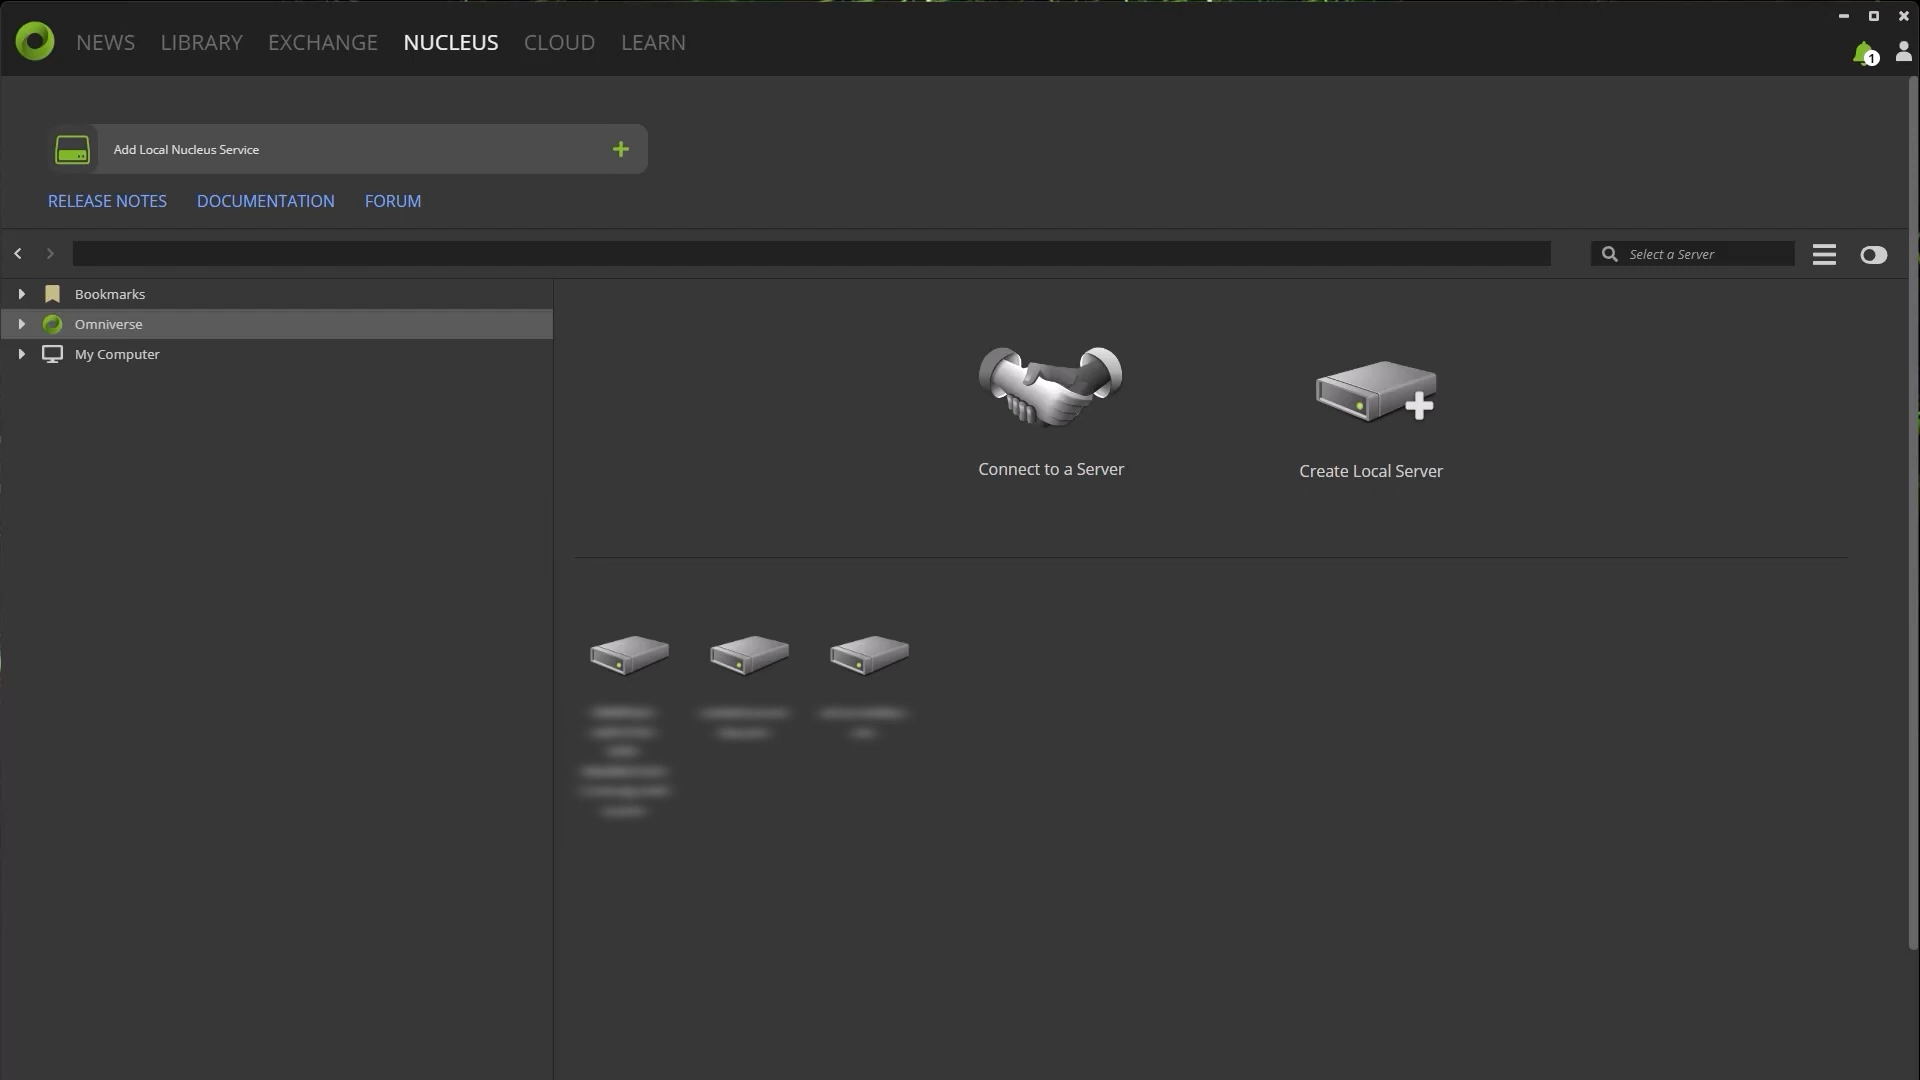 NEWS LIBRARY EXCHANGE NUCLEUS CLOUD LEARN
1
Add Local Nucleus Service
RELEASE NOTES DOCUMENTATION FORUM
Select a Server
Bookmarks
Omniverse
My Computer
Connect to a Server
Create Local Server